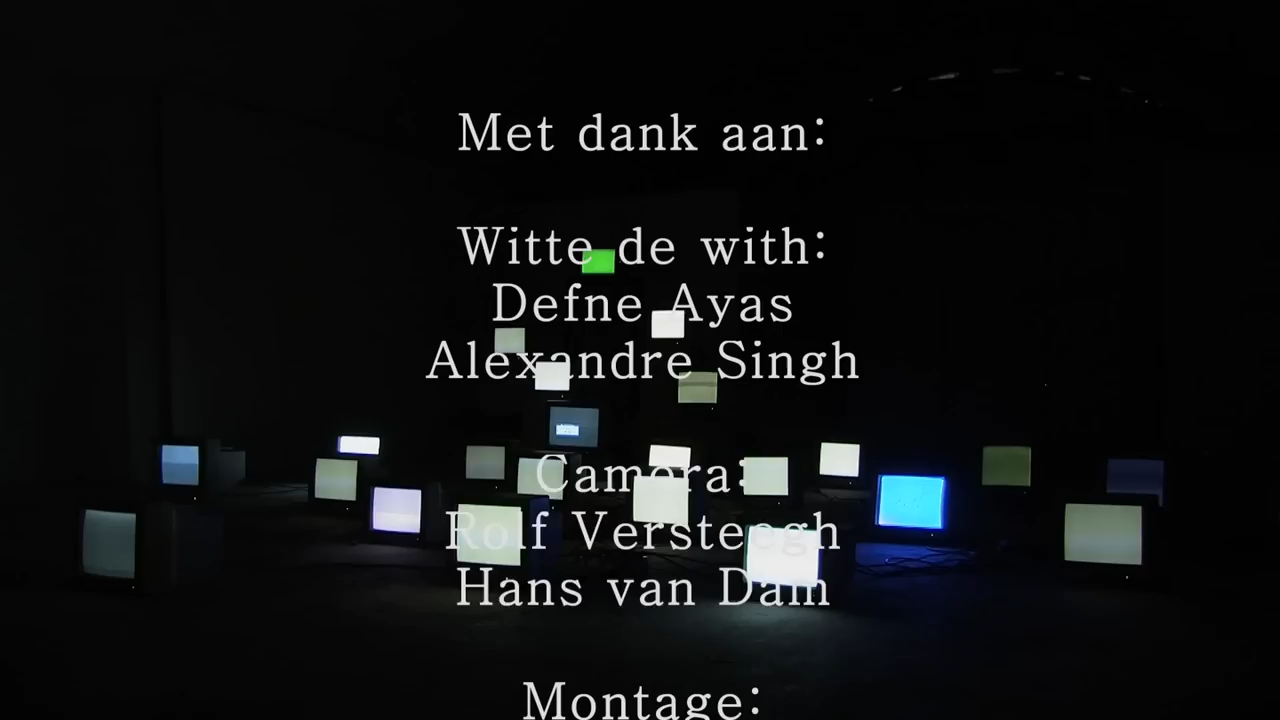 Met dank aan:
Witte de with:
Defne Ayas
Alexandre Singh
Camera:
Rolf Versteegh
Hans van Dam
Montage: